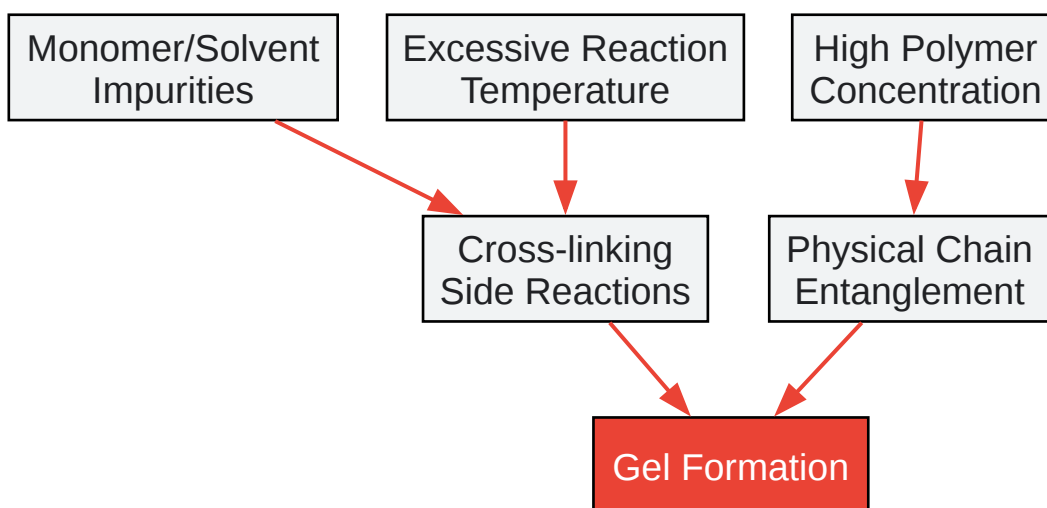 Monomer/Solvent
Impurities
Excessive Reaction
Temperature
High Polymer
Concentration
Cross-linking
Side Reactions
Physical Chain
Entanglement
Gel Formation